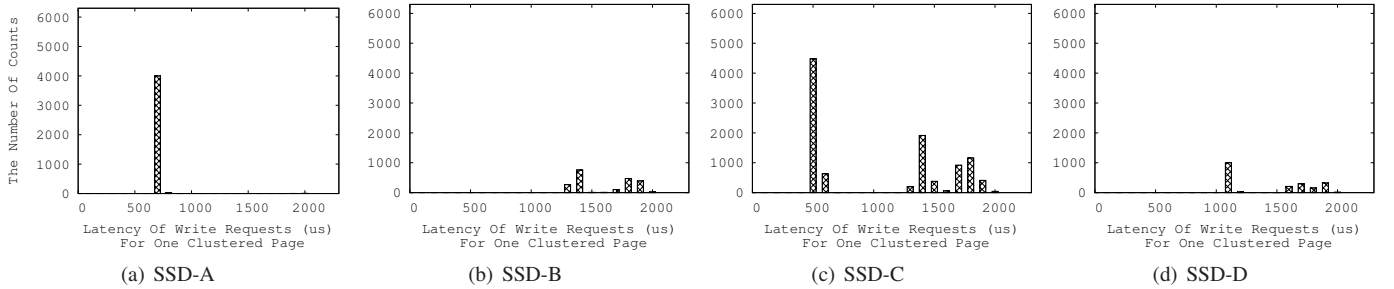 The Number Of Counts
6000
5000
4000
3000
2000
1000
0
0 500 1000 1500 2000
Latency Of Write Requests (us)
For One Clustered Page
(a) SSD-A
6000
5000
4000
3000
2000
1000
0
0 500 1000 1500 2000
Latency Of Write Requests (us)
For One Clustered Page
(b) SSD-B
6000
5000
4000
3000
2000
1000
0
0 500 1000 1500 2000
Latency Of Write Requests (us)
For One Clustered Page
(c) SSD-C
6000
5000
4000
3000
2000
1000
0
0 500 1000 1500 2000
Latency Of Write Requests (us)
For One Clustered Page
(d) SSD-D